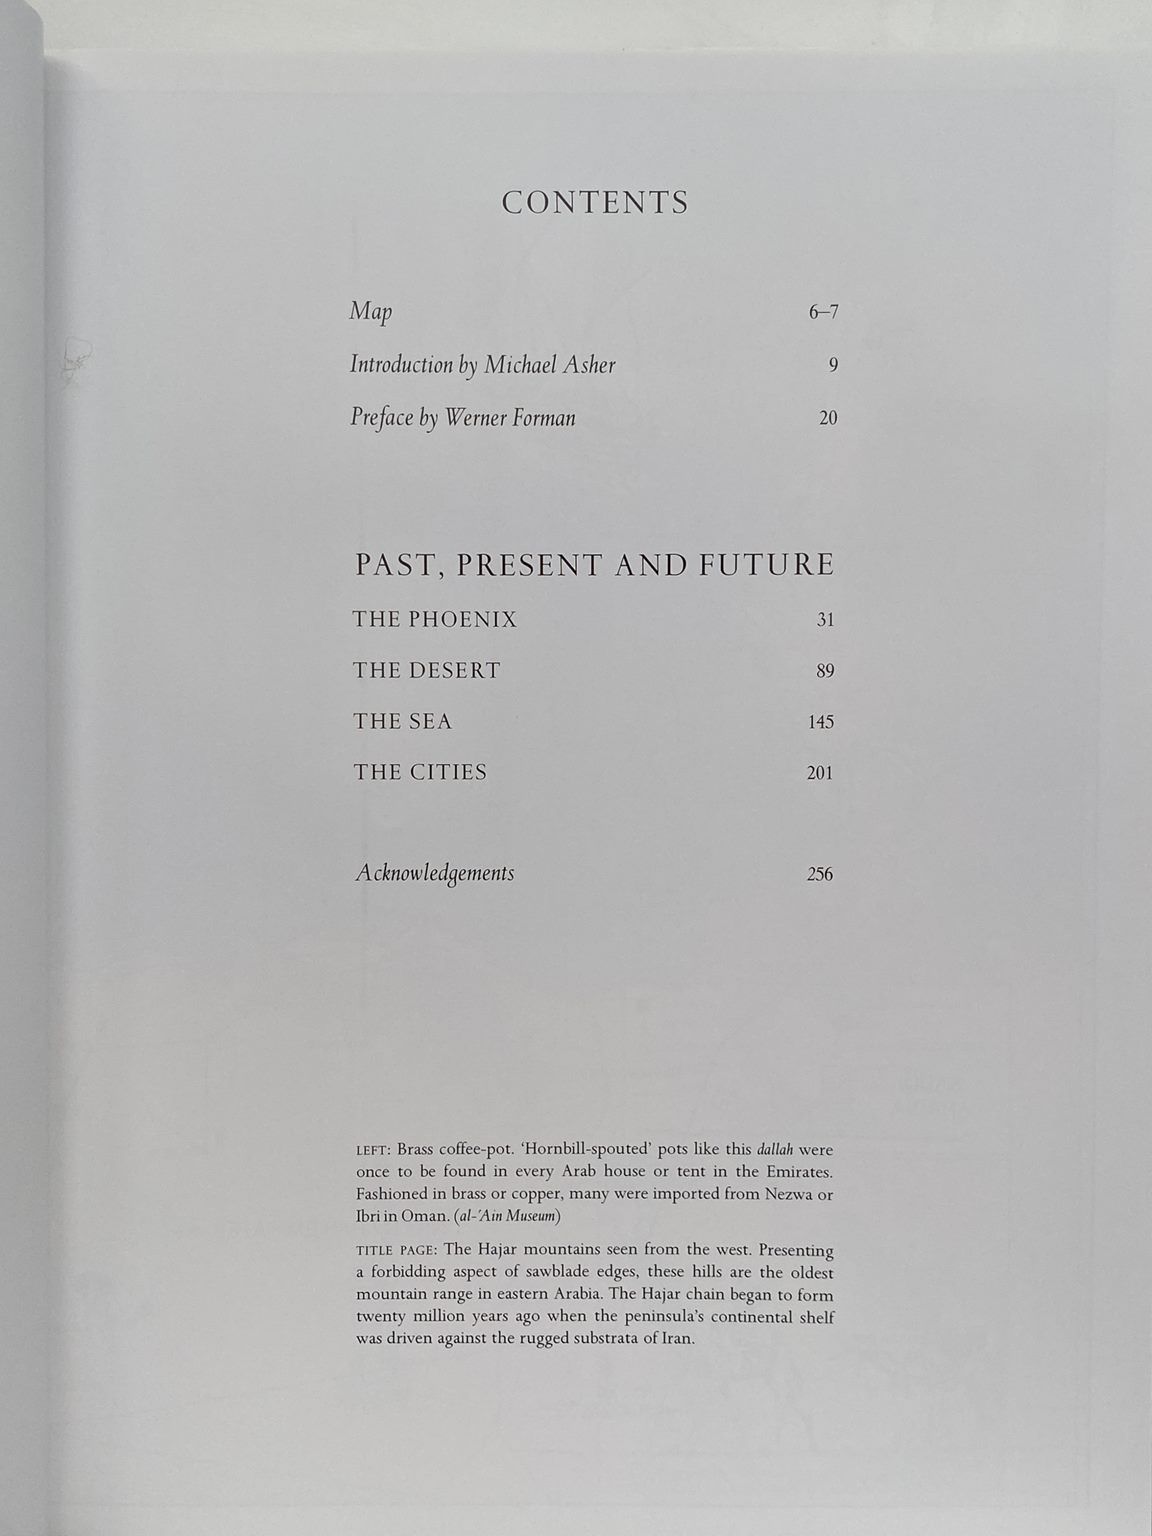 CONTENTS
Map 6–7
Introduction by Michael Asher 9
Preface by Werner Forman 20
PAST, PRESENT AND FUTURE
THE PHOENIX 31
THE DESERT 89
THE SEA 145
THE CITIES 201
Acknowledgements 256
LEFT: Brass coffee-pot. ‘Hornbill-spouted’ pots like this dallah were
once to be found in every Arab house or tent in the Emirates.
Fashioned in brass or copper, many were imported from Nezwa or
Ibri in Oman. (al-‘Ain Museum)
TITLE PAGE: The Hajar mountains seen from the west. Presenting
a forbidding aspect of sawblade edges, these hills are the oldest
mountain range in eastern Arabia. The Hajar chain began to form
twenty million years ago when the peninsula’s continental shelf
was driven against the rugged substrata of Iran.